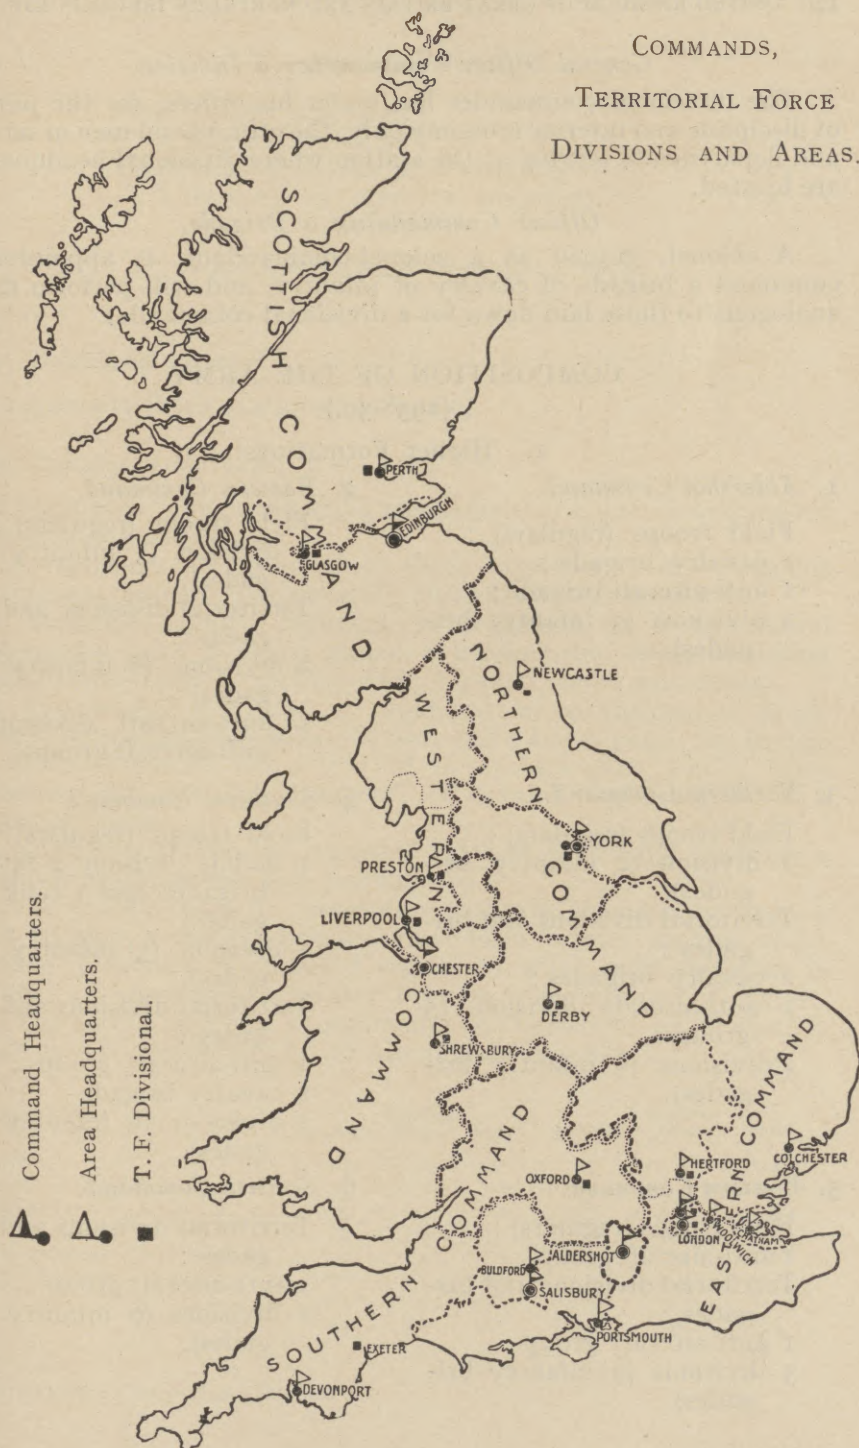 COMMANDS,
TERRITORIAL FORCE
DIVISIONS AND AREAS.
SCOTTISH COMMAND
PERTH
EDINBURGH
GLASGOW
NORTHERN COMMAND
NEWCASTLE
WESTERN COMMAND
YORK
PRESTON
LIVERPOOL
CHESTER
DERBY
SHREWSBURY
EASTERN COMMAND
COLCHESTER
HERTFORD
OXFORD
LONDON
WOOLWICH
CHATHAM
SOUTHERN COMMAND
ALDERSHOT
BULDFORD
SALISBURY
PORTSMOUTH
EXETER
DEVONPORT
Command Headquarters.
Area Headquarters.
T. F. Divisional.